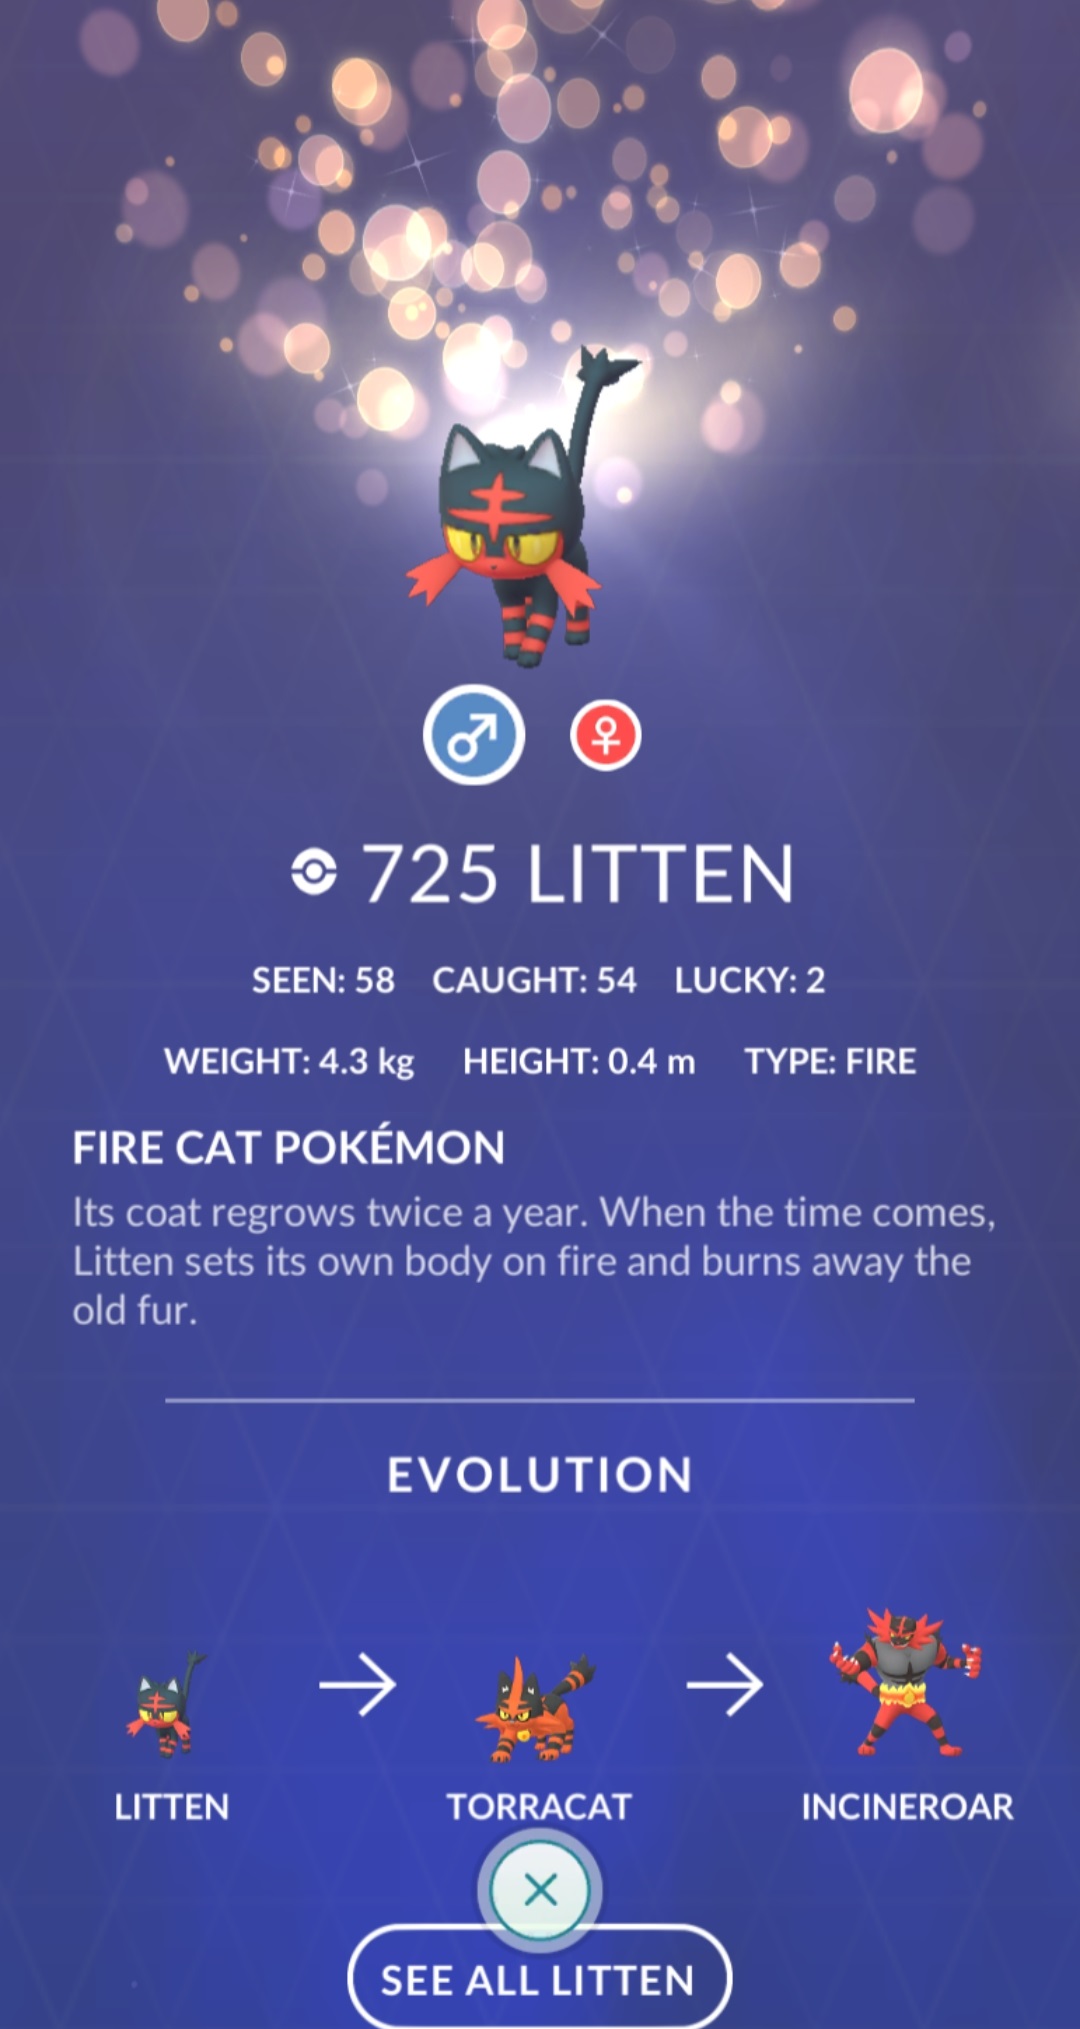 725 LITTEN
SEEN: 58 CAUGHT: 54 LUCKY: 2
WEIGHT: 4.3 kg HEIGHT: 0.4 m TYPE: FIRE
FIRE CAT POKÉMON
Its coat regrows twice a year. When the time comes,
Litten sets its own body on fire and burns away the
old fur.
EVOLUTION
LITTEN TORRACAT INCINEROAR
SEE ALL LITTEN